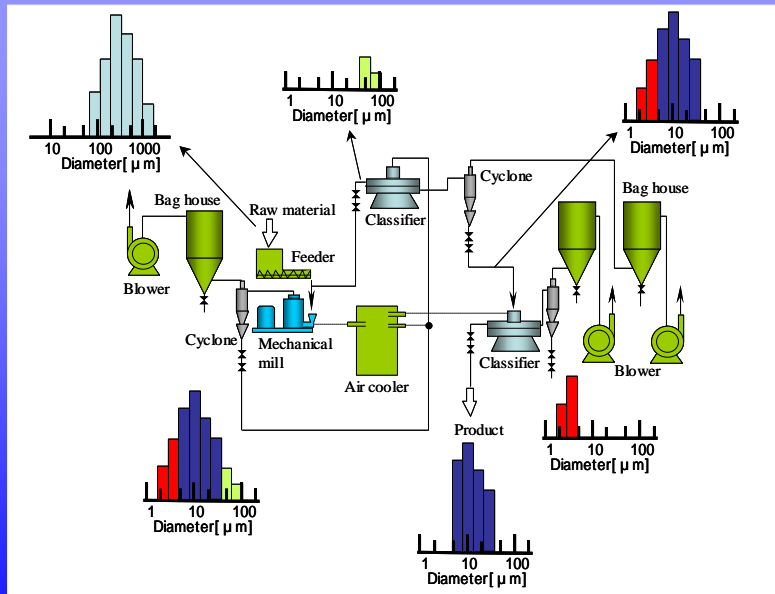 10 100 1000
Diameter[ µ m]
1 10 100
Diameter[ µ m]
1 10 100
Diameter[ µ m]
Bag house
Raw material
Feeder
Blower
Cyclone
Mechanical
mill
Classifier
Cyclone
Bag house
Air cooler
Classifier
Blower
Product
1 10 100
Diameter[ µ m]
1 10 100
Diameter[ µ m]
1 10 100
Diameter[ µ m]